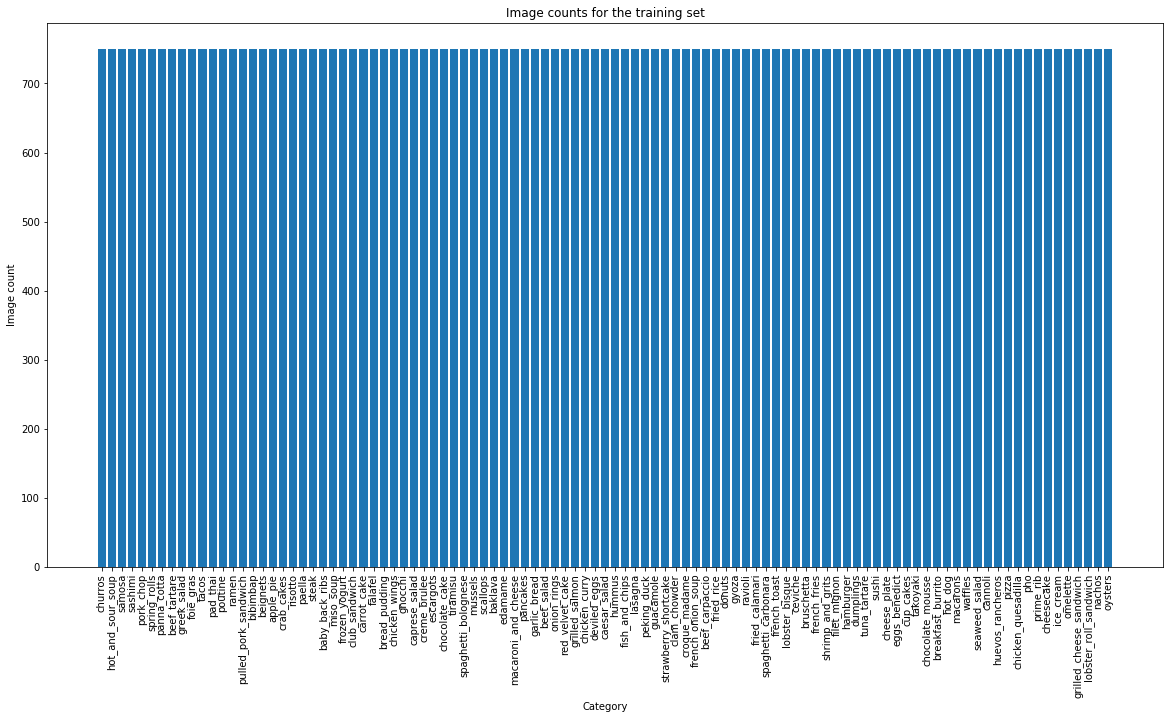 Image counts for the training set
700
600
500
400
300
200
100
0
Image count
churros
hot_and_sour_soup
samosa
sashimi
pork_chop
spring_rolls
panna_cotta
beef_tartare
greek_salad
foie_gras
tacos
pad_thai
poutine
ramen
pulled_pork_sandwich
bibimbap
beignets
apple_pie
crab_cakes
risotto
paella
steak
baby_back_ribs
miso_soup
frozen_yogurt
club_sandwich
carrot_cake
falafel
bread_pudding
chicken_wings
gnocchi
caprese_salad
creme_brulee
escargots
chocolate_cake
tiramisu
spaghetti_bolognese
mussels
scallops
baklava
edamame
macaroni_and_cheese
pancakes
garlic_bread
beet_salad
onion_rings
red_velvet_cake
grilled_salmon
chicken_curry
deviled_eggs
caesar_salad
hummus
fish_and_chips
lasagna
peking_duck
guacamole
strawberry_shortcake
clam_chowder
croque_madame
french_onion_soup
beef_carpaccio
fried_rice
donuts
gyoza
ravioli
fried_calamari
spaghetti_carbonara
french_toast
lobster_bisque
ceviche
bruschetta
french_fries
shrimp_and_grits
filet_mignon
hamburger
dumplings
tuna_tartare
sushi
cheese_plate
eggs_benedict
cup_cakes
takoyaki
chocolate_mousse
breakfast_burrito
hot_dog
macarons
waffles
seaweed_salad
cannoli
huevos_rancheros
pizza
chicken_quesadilla
pho
prime_rib
cheesecake
ice_cream
omelette
grilled_cheese_sandwich
lobster_roll_sandwich
nachos
oysters
Category